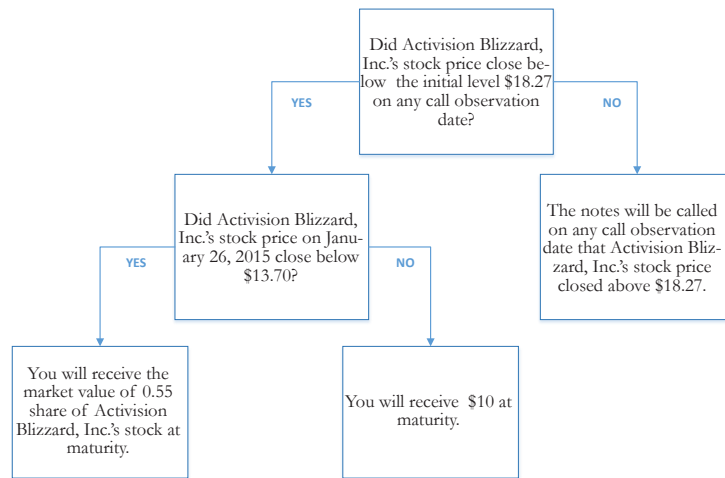 Did Activision Blizzard,
Inc.'s stock price close be-
low the initial level $18.27
on any call observation
date?
YES
NO
Did Activision Blizzard,
Inc.'s stock price on Janu-
ary 26, 2015 close below
$13.70?
The notes will be called
on any call observation
date that Activision Bliz-
zard, Inc.'s stock price
closed above $18.27.
YES
NO
You will receive the
market value of 0.55
share of Activision
Blizzard, Inc.'s stock at
maturity.
You will receive $10 at
maturity.